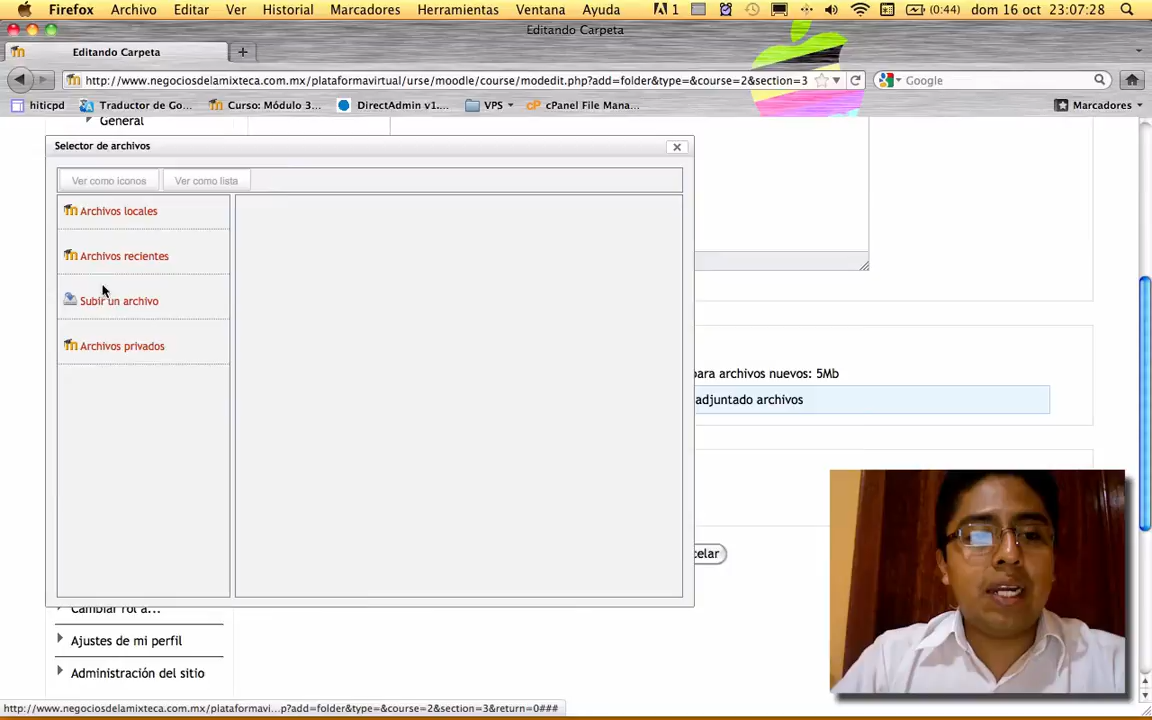 Firefox Archivo Editar Ver Historial Marcadores Herramientas Ventana Ayuda 1 (0:44) dom 16 oct 23:07:28
Editando Carpeta
Editando Carpeta
http://www.negociosdelamixteca.com.mx/plataformavirtual/urse/moodle/course/modedit.php?add=folder&type=&course=2&section=3 Google
hiticpd Traductor de Go... Curso: Módulo 3... DirectAdmin v1.... VPS cPanel File Mana... Marcadores
General
Selector de archivos
Ver como iconos Ver como lista
Archivos locales
Archivos recientes
Subir un archivo
Archivos privados
para archivos nuevos: 5Mb
adjuntado archivos
celar
Cambiar rol a...
Ajustes de mi perfil
Administración del sitio
http://www.negociosdelamixteca.com.mx/plataformavi...p?add=folder&type=&course=2&section=3&return=0###